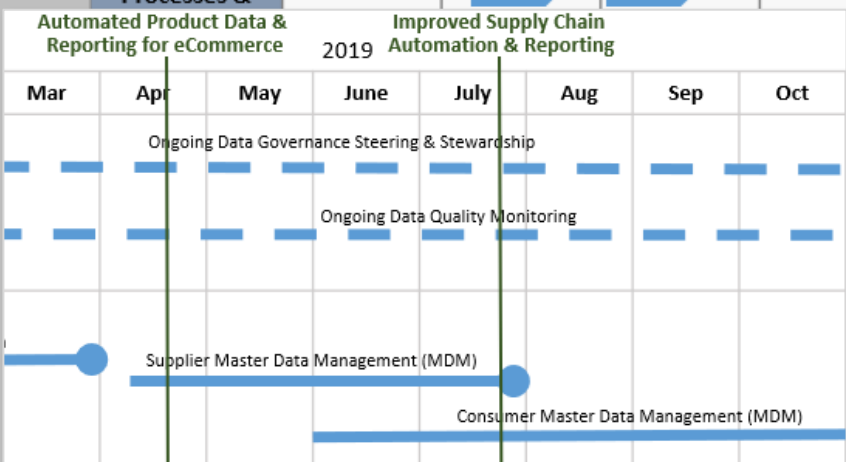 Processes &
Automated Product Data &
Reporting for eCommerce
Improved Supply Chain
Automation & Reporting
2019
Mar Apr May June July Aug Sep Oct
Ongoing Data Governance Steering & Stewardship
Ongoing Data Quality Monitoring
Supplier Master Data Management (MDM)
Consumer Master Data Management (MDM)